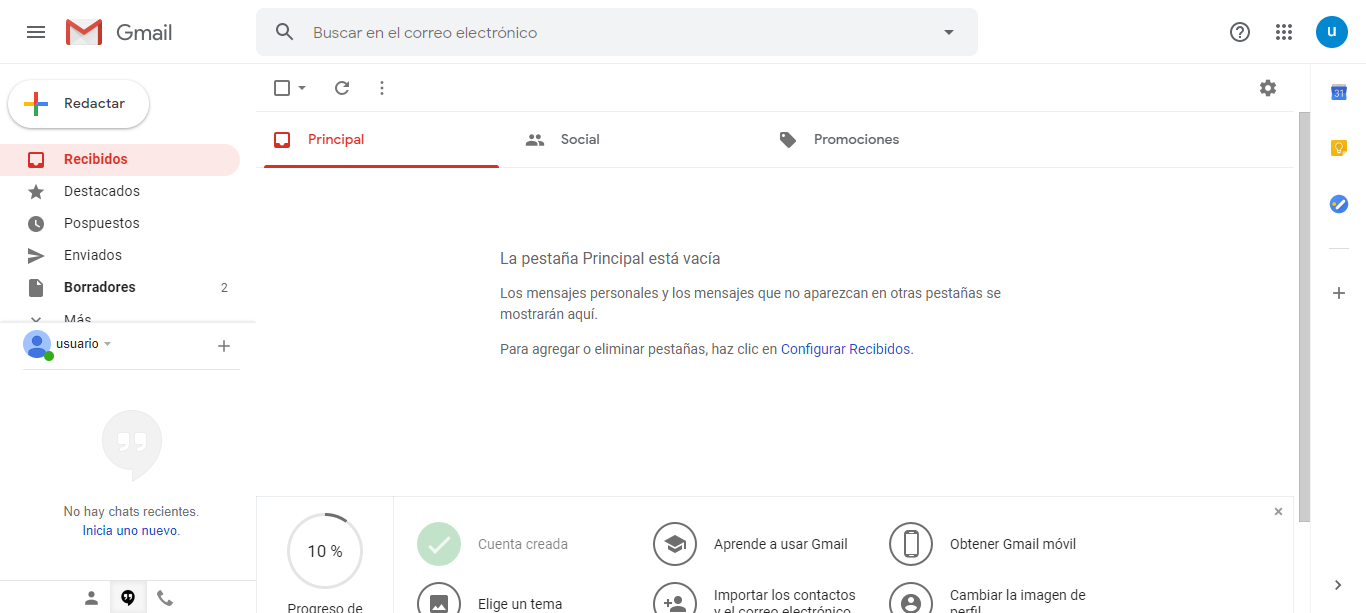 Gmail
Buscar en el correo electrónico
u
Redactar
Principal
Social
Promociones
31
Recibidos
Destacados
Pospuestos
Enviados
Borradores 2
Más
usuario
La pestaña Principal está vacía
Los mensajes personales y los mensajes que no aparezcan en otras pestañas se
mostrarán aquí.
Para agregar o eliminar pestañas, haz clic en Configurar Recibidos.
No hay chats recientes.
Inicia uno nuevo.
10 %
Progreso de
Cuenta creada
Aprende a usar Gmail
Obtener Gmail móvil
Elige un tema
Importar los contactos
y el correo electrónico
Cambiar la imagen de
perfil